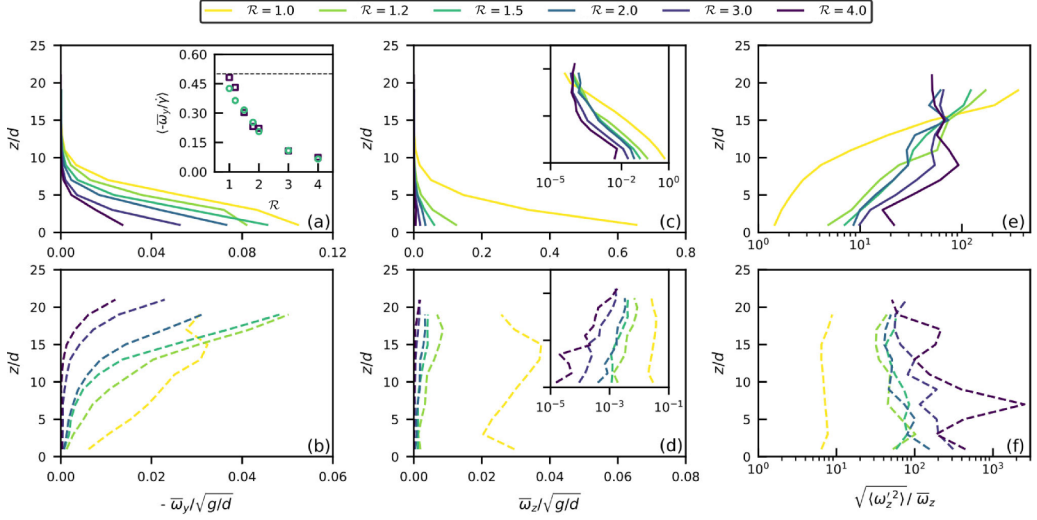 R = 1.0 R = 1.2 R = 1.5 R = 2.0 R = 3.0 R = 4.0
z/d
25
20
15
10
5
0
0.00 0.04 0.08 0.12
(a)
⟨-ω̅y/γ̇⟩
0.60
0.45
0.30
0.15
0.00
1 2 3 4
R
z/d
25
20
15
10
5
0
0.0 0.2 0.4 0.6 0.8
(c)
10⁻⁵ 10⁻² 10⁰
z/d
25
20
15
10
5
0
10⁰ 10¹ 10²
(e)
z/d
25
20
15
10
5
0
0.00 0.02 0.04 0.06
(b)
- ω̅y/√g/d
z/d
25
20
15
10
5
0
0.00 0.02 0.04 0.06 0.08
(d)
10⁻⁵ 10⁻³ 10⁻¹
ω̅z/√g/d
z/d
25
20
15
10
5
0
10⁰ 10¹ 10² 10³
(f)
√⟨ω′z²⟩/ ω̅z